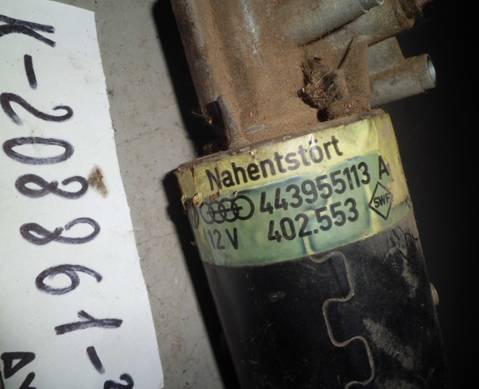 K-208861-
Nahentstört
443955113 A
12 V 402.553
SWF